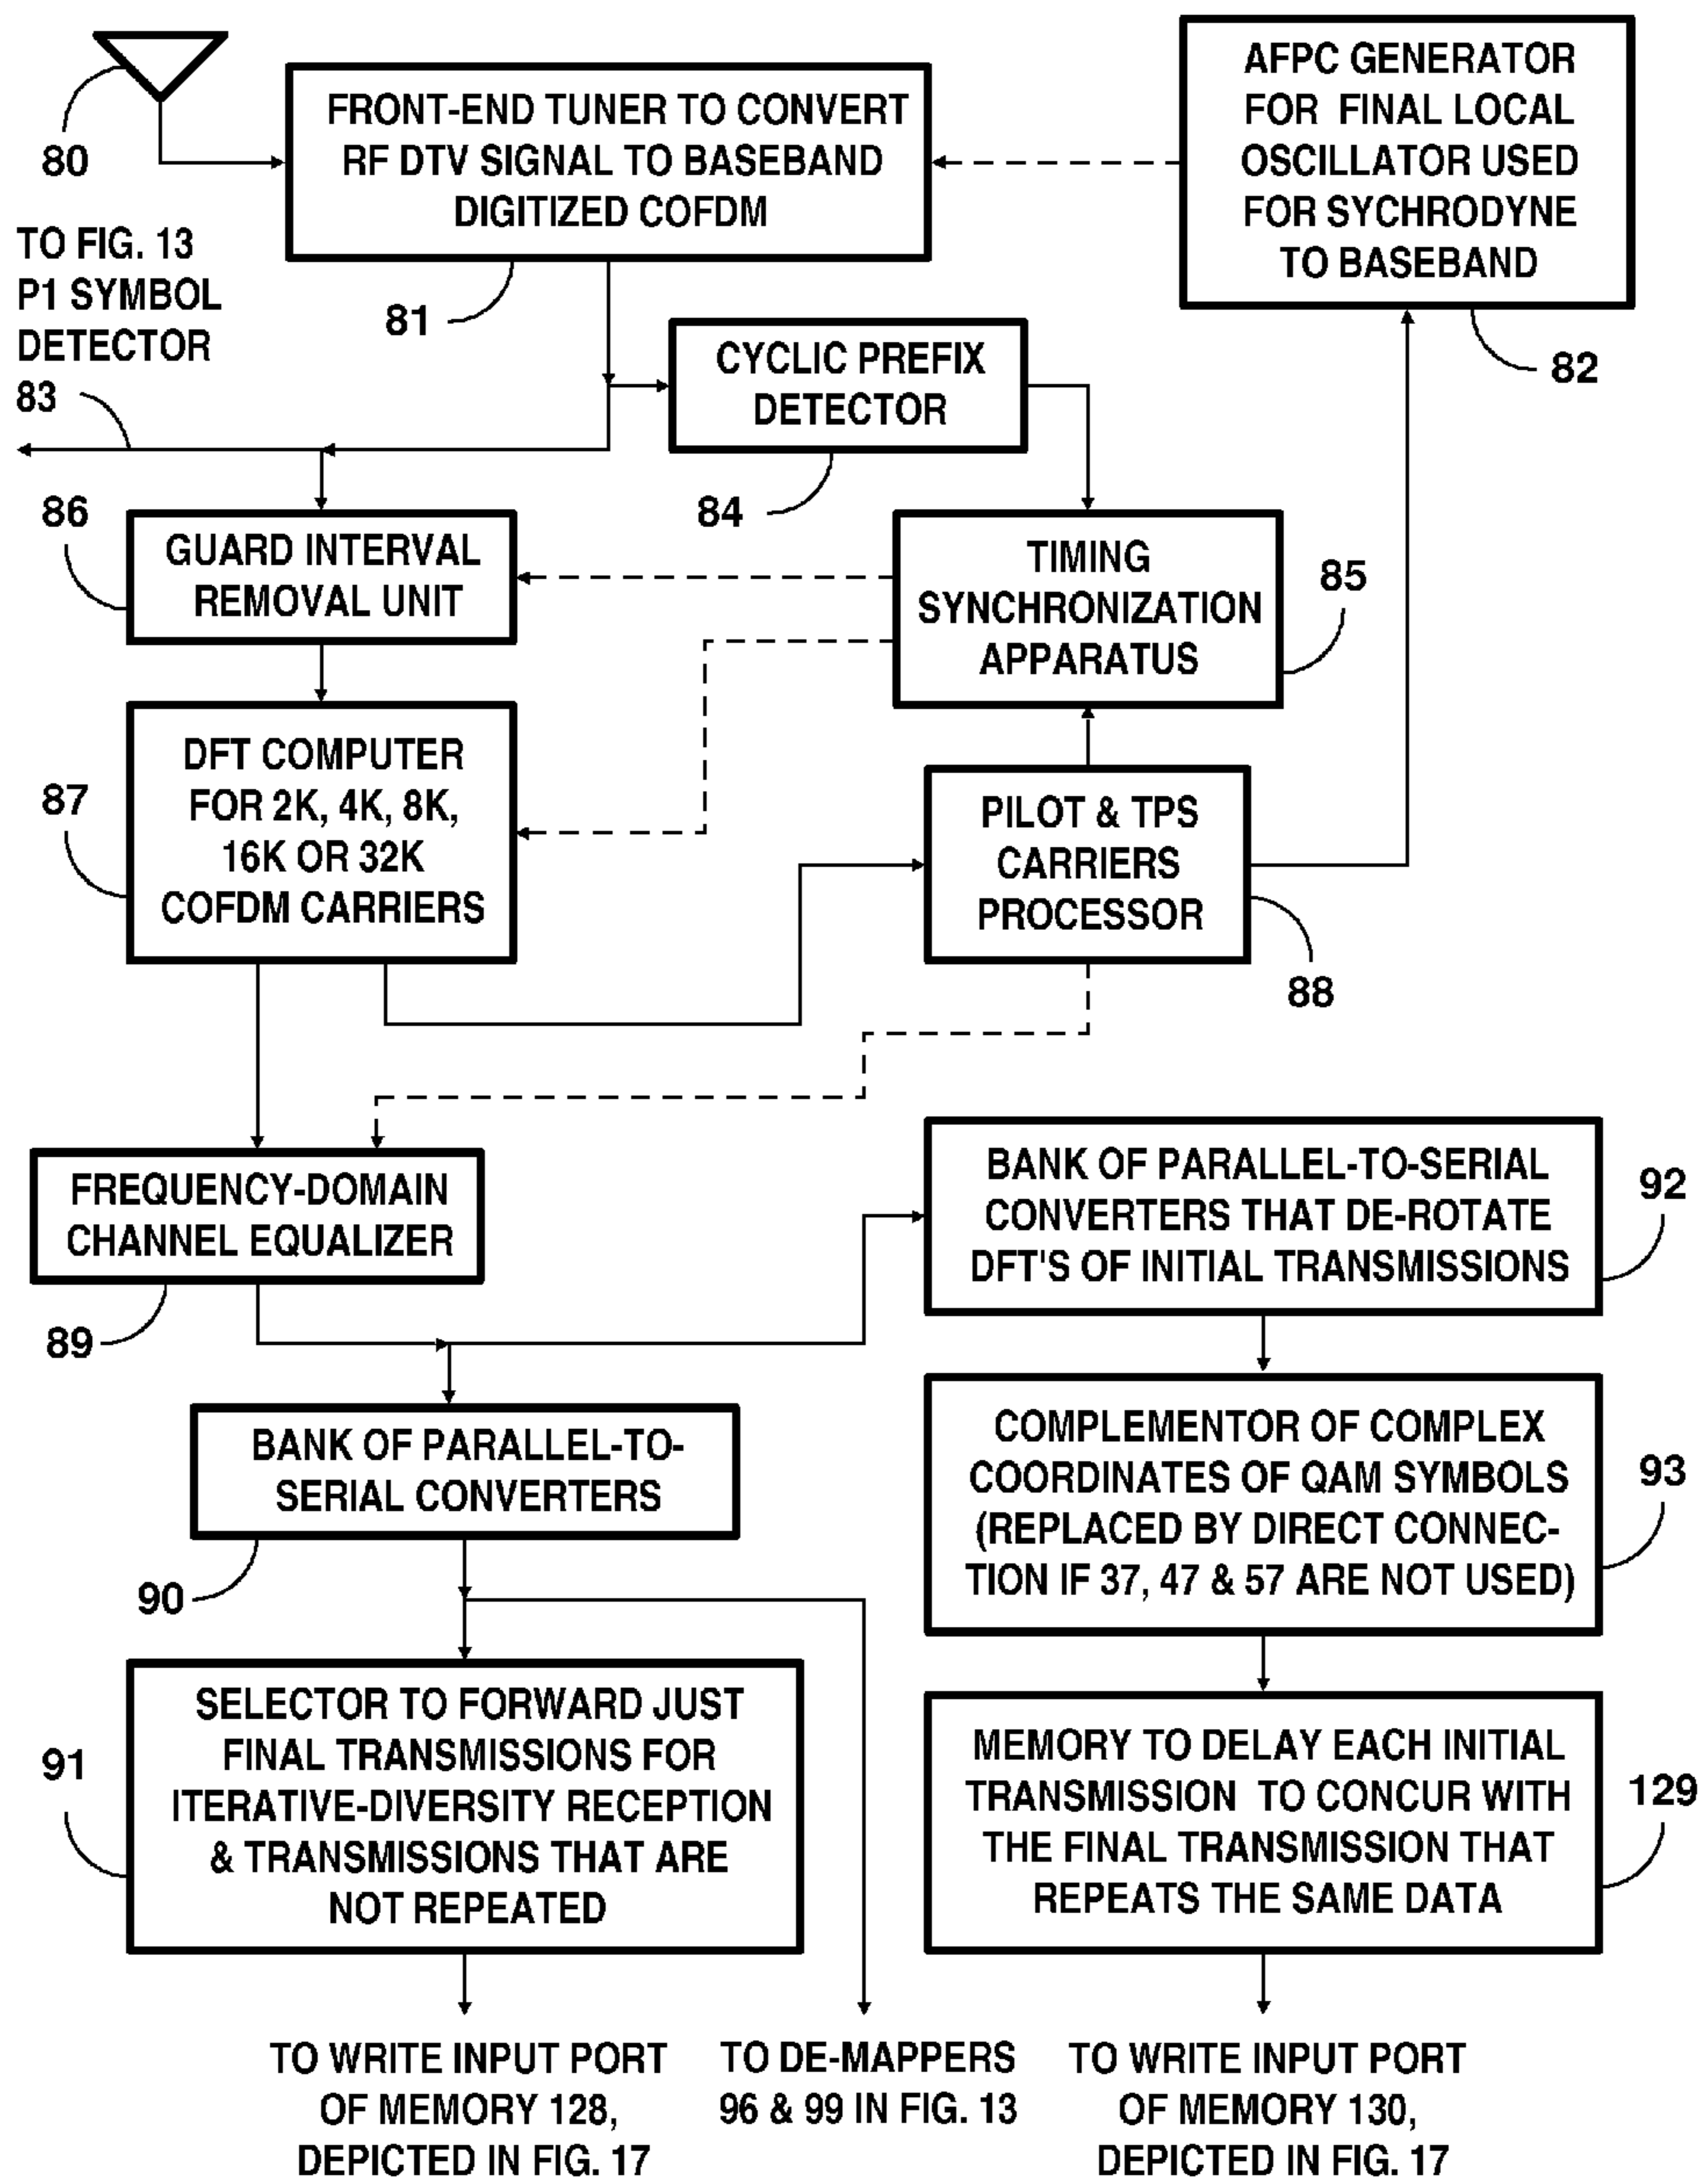 80
FRONT-END TUNER TO CONVERT
RF DTV SIGNAL TO BASEBAND
DIGITIZED COFDM
81
AFPC GENERATOR
FOR FINAL LOCAL
OSCILLATOR USED
FOR SYCHRODYNE
TO BASEBAND
82
TO FIG. 13
P1 SYMBOL
DETECTOR
83
CYCLIC PREFIX
DETECTOR
84
86
GUARD INTERVAL
REMOVAL UNIT
TIMING
SYNCHRONIZATION
APPARATUS
85
87
DFT COMPUTER
FOR 2K, 4K, 8K,
16K OR 32K
COFDM CARRIERS
PILOT & TPS
CARRIERS
PROCESSOR
88
FREQUENCY-DOMAIN
CHANNEL EQUALIZER
89
BANK OF PARALLEL-TO-SERIAL
CONVERTERS THAT DE-ROTATE
DFT'S OF INITIAL TRANSMISSIONS
92
BANK OF PARALLEL-TO-
SERIAL CONVERTERS
90
COMPLEMENTOR OF COMPLEX
COORDINATES OF QAM SYMBOLS
(REPLACED BY DIRECT CONNEC-
TION IF 37, 47 & 57 ARE NOT USED)
93
91
SELECTOR TO FORWARD JUST
FINAL TRANSMISSIONS FOR
ITERATIVE-DIVERSITY RECEPTION
& TRANSMISSIONS THAT ARE
NOT REPEATED
MEMORY TO DELAY EACH INITIAL
TRANSMISSION TO CONCUR WITH
THE FINAL TRANSMISSION THAT
REPEATS THE SAME DATA
129
TO WRITE INPUT PORT
OF MEMORY 128,
DEPICTED IN FIG. 17
TO DE-MAPPERS
96 & 99 IN FIG. 13
TO WRITE INPUT PORT
OF MEMORY 130,
DEPICTED IN FIG. 17